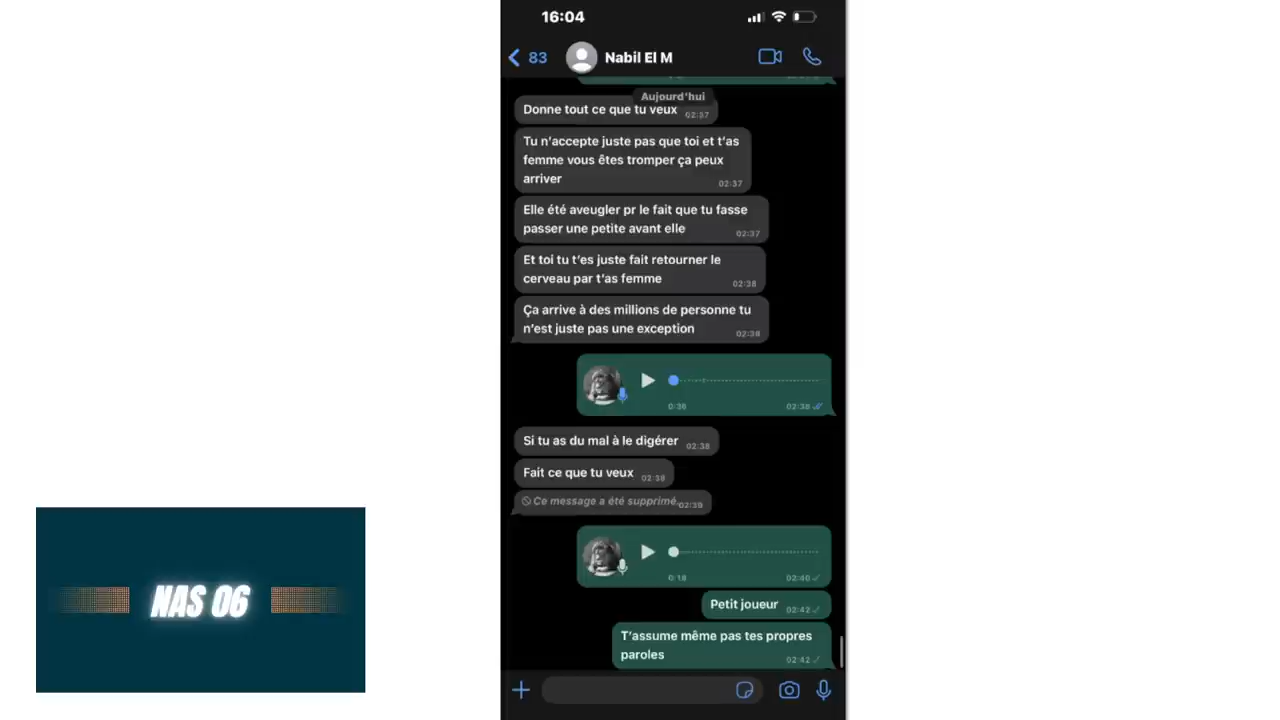 16:04
83
Nabil El M
Aujourd'hui
Donne tout ce que tu veux
02:37
Tu n'accepte juste pas que toi et t'as
femme vous êtes tromper ça peux
arriver
02:37
Elle été aveugler pr le fait que tu fasse
passer une petite avant elle
02:37
Et toi tu t'es juste fait retourner le
cerveau par t'as femme
02:38
Ça arrive à des millions de personne tu
n'est juste pas une exception
02:38
0:36
02:38
Si tu as du mal à le digérer
02:38
Fait ce que tu veux
02:39
Ce message a été supprimé.
02:39
0:18
02:40
Petit joueur
02:42
T'assume même pas tes propres
paroles
02:42
NAS 06